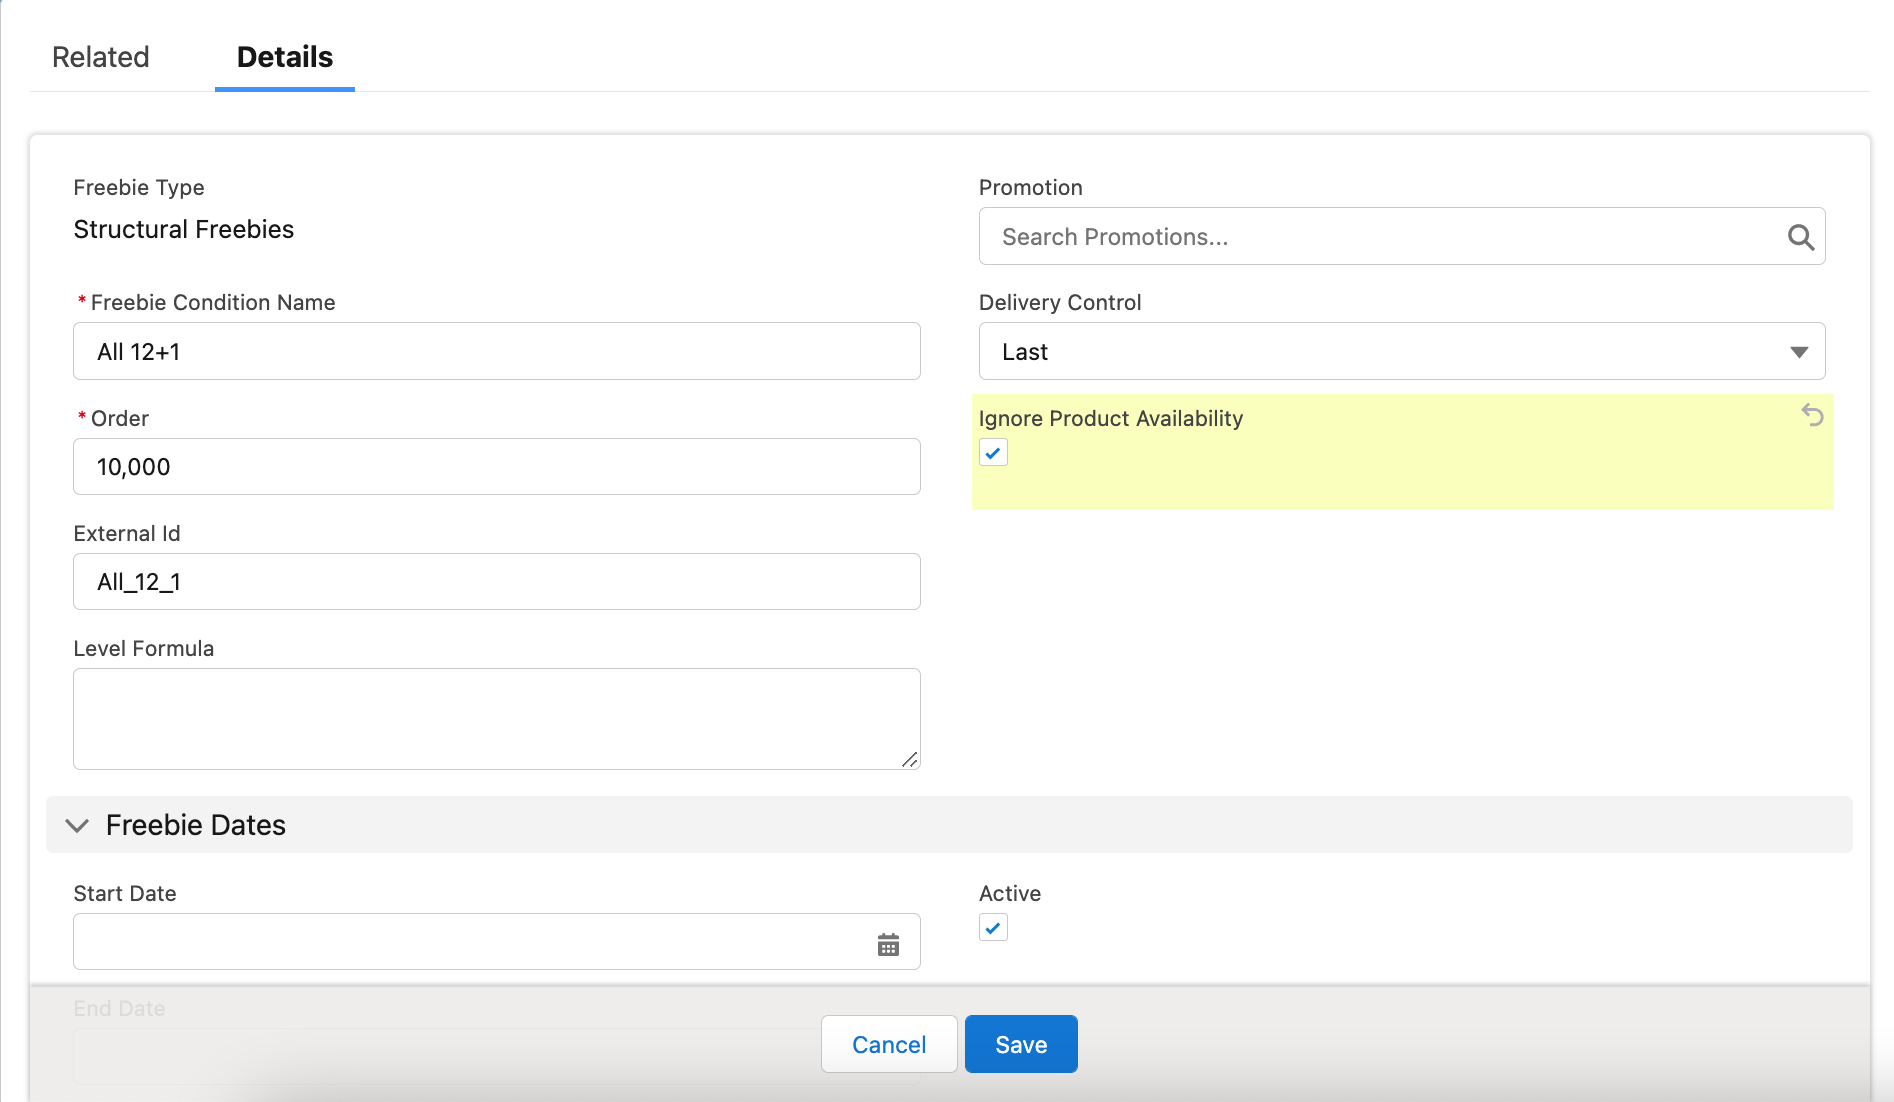 Related
Details
Freebie Type
Structural Freebies
Promotion
Search Promotions...
* Freebie Condition Name
All 12+1
Delivery Control
Last
* Order
10,000
Ignore Product Availability
External Id
All_12_1
Level Formula
Freebie Dates
Start Date
Active
End Date
Cancel
Save